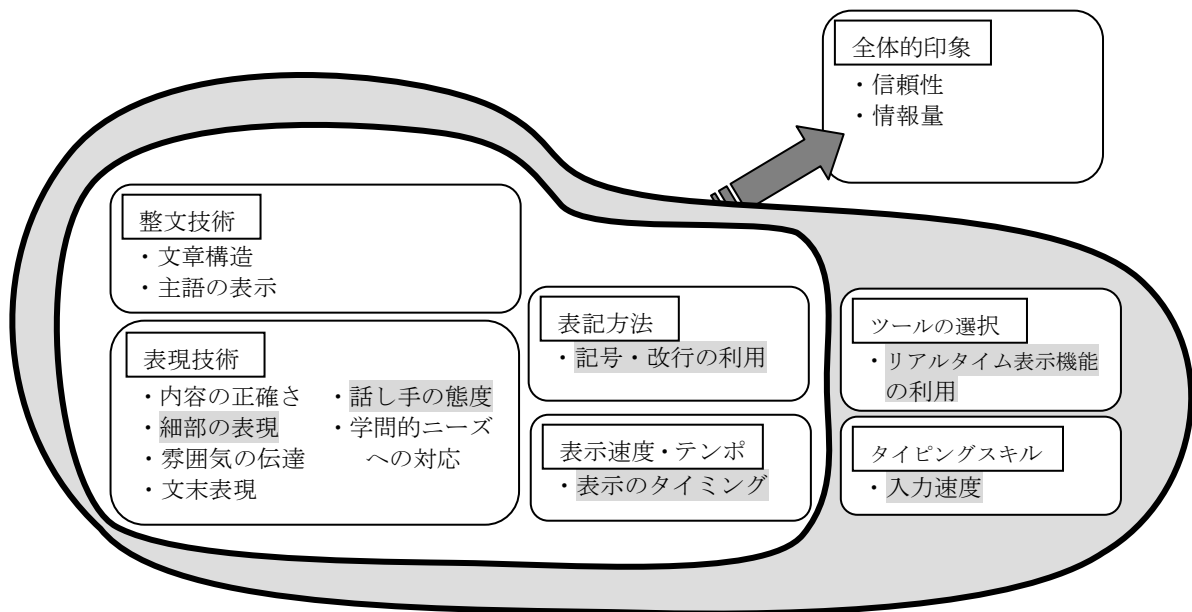 全体的印象
・信頼性
・情報量
整文技術
・文章構造
・主語の表示
表現技術
・内容の正確さ
・細部の表現
・雰囲気の伝達
・文末表現
・話し手の態度
・学問的ニーズ
への対応
表記方法
・記号・改行の利用
表示速度・テンポ
・表示のタイミング
ツールの選択
・リアルタイム表示機能
の利用
タイピングスキル
・入力速度